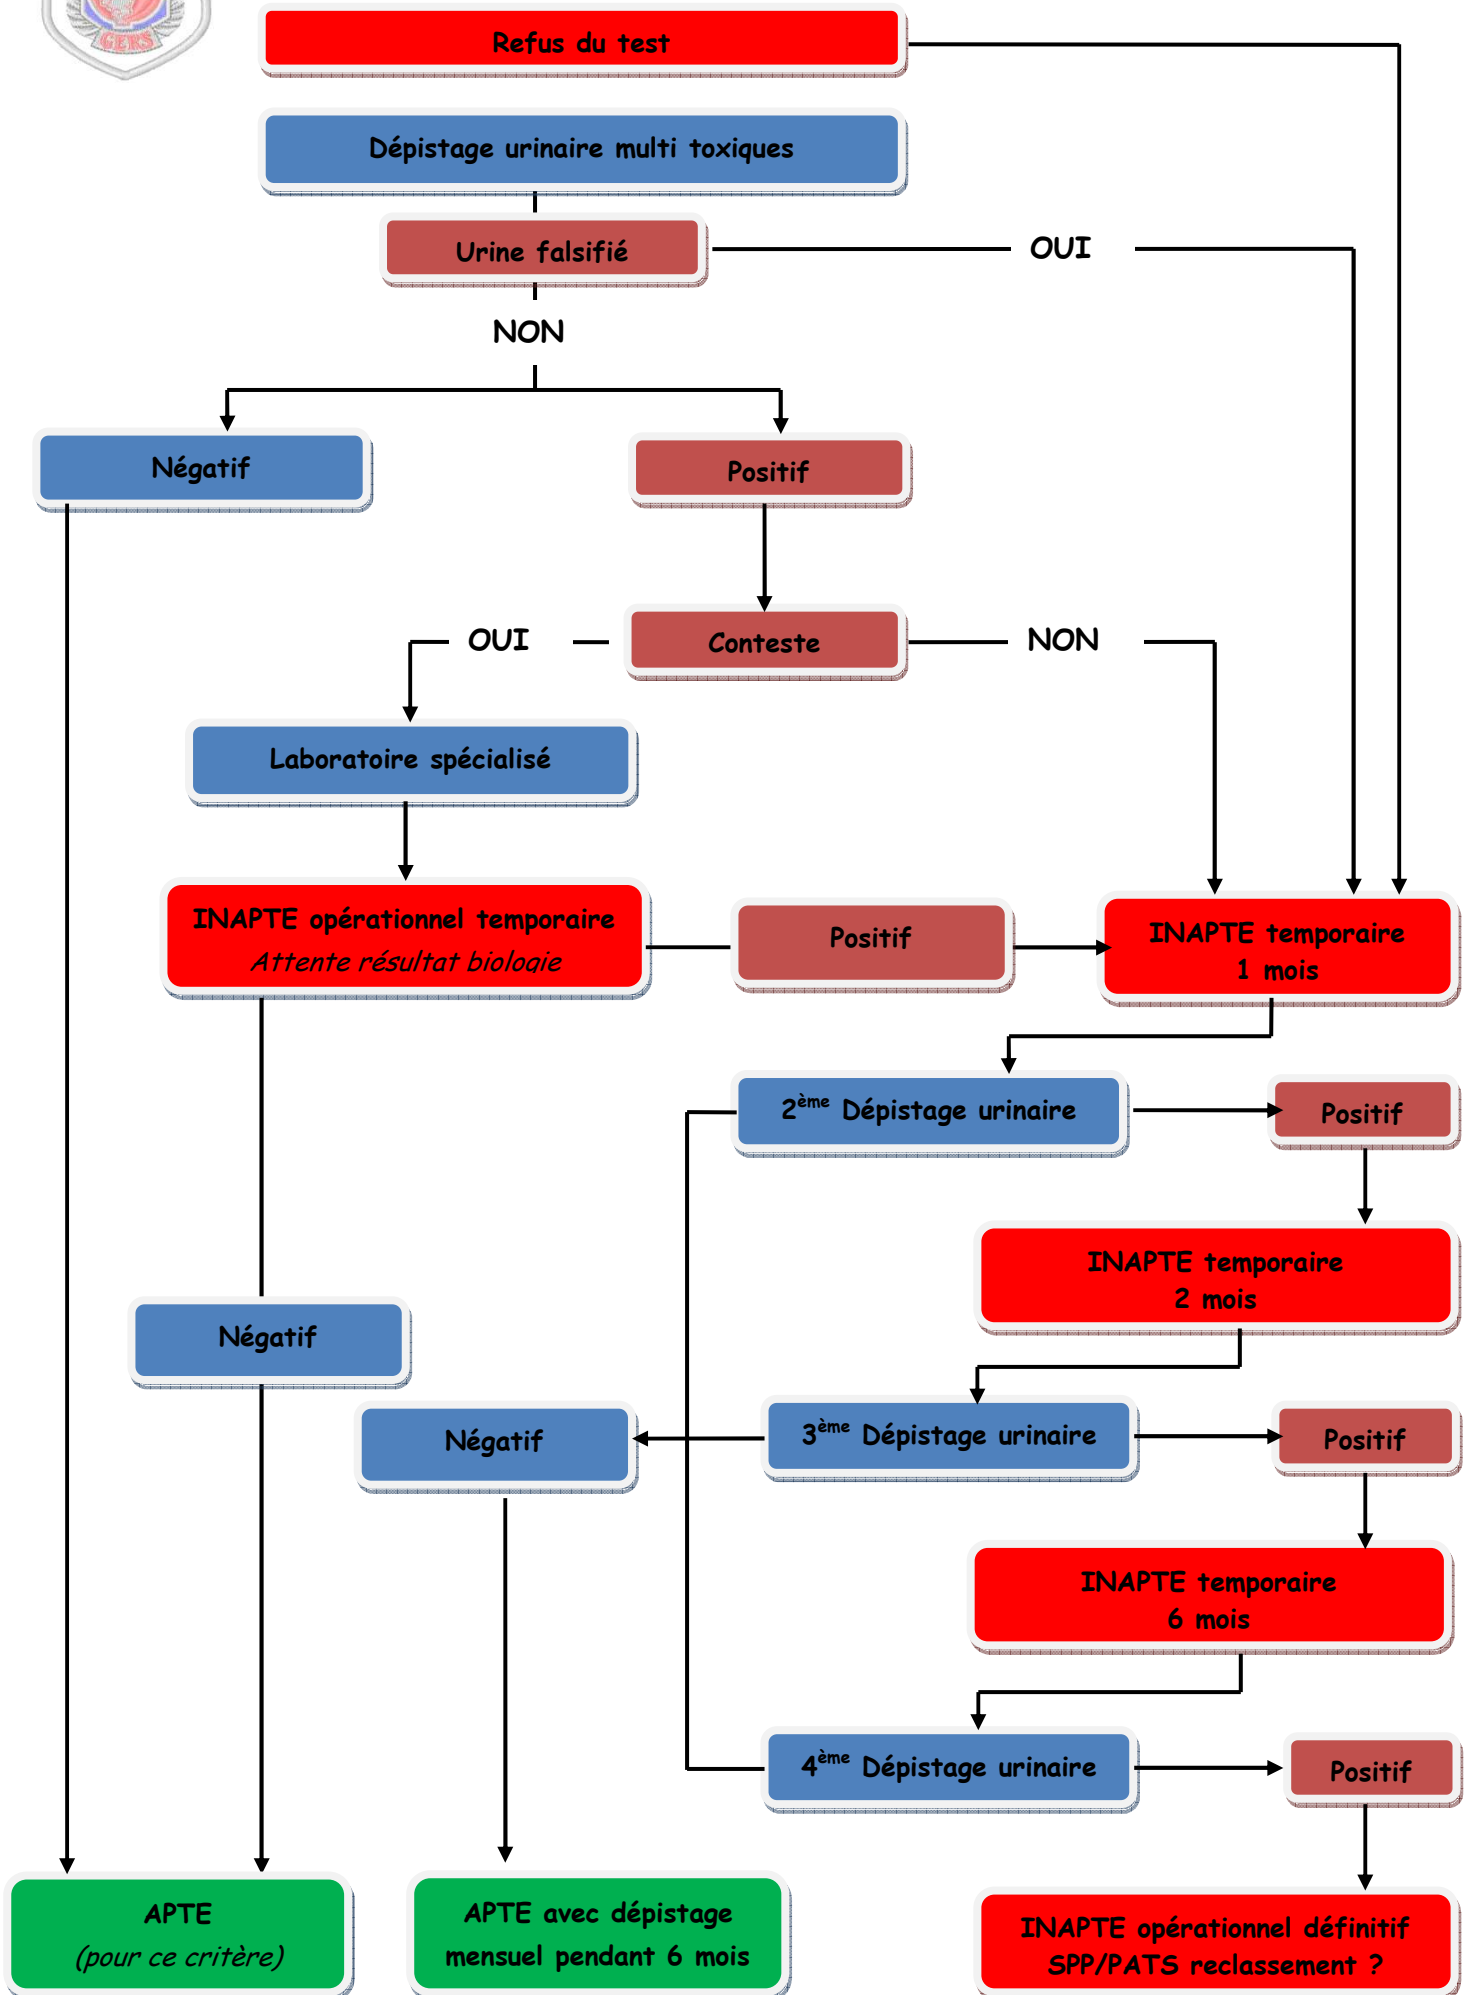 GERS
Refus du test
Dépistage urinaire multi toxiques
Urine falsifié
OUI
NON
Négatif
Positif
OUI
Conteste
NON
Laboratoire spécialisé
INAPTE opérationnel temporaire
Attente résultat biologie
Positif
INAPTE temporaire
1 mois
2ème Dépistage urinaire
Positif
INAPTE temporaire
2 mois
Négatif
Négatif
3ème Dépistage urinaire
Positif
INAPTE temporaire
6 mois
4ème Dépistage urinaire
Positif
APTE
(pour ce critère)
APTE avec dépistage
mensuel pendant 6 mois
INAPTE opérationnel définitif
SPP/PATS reclassement ?